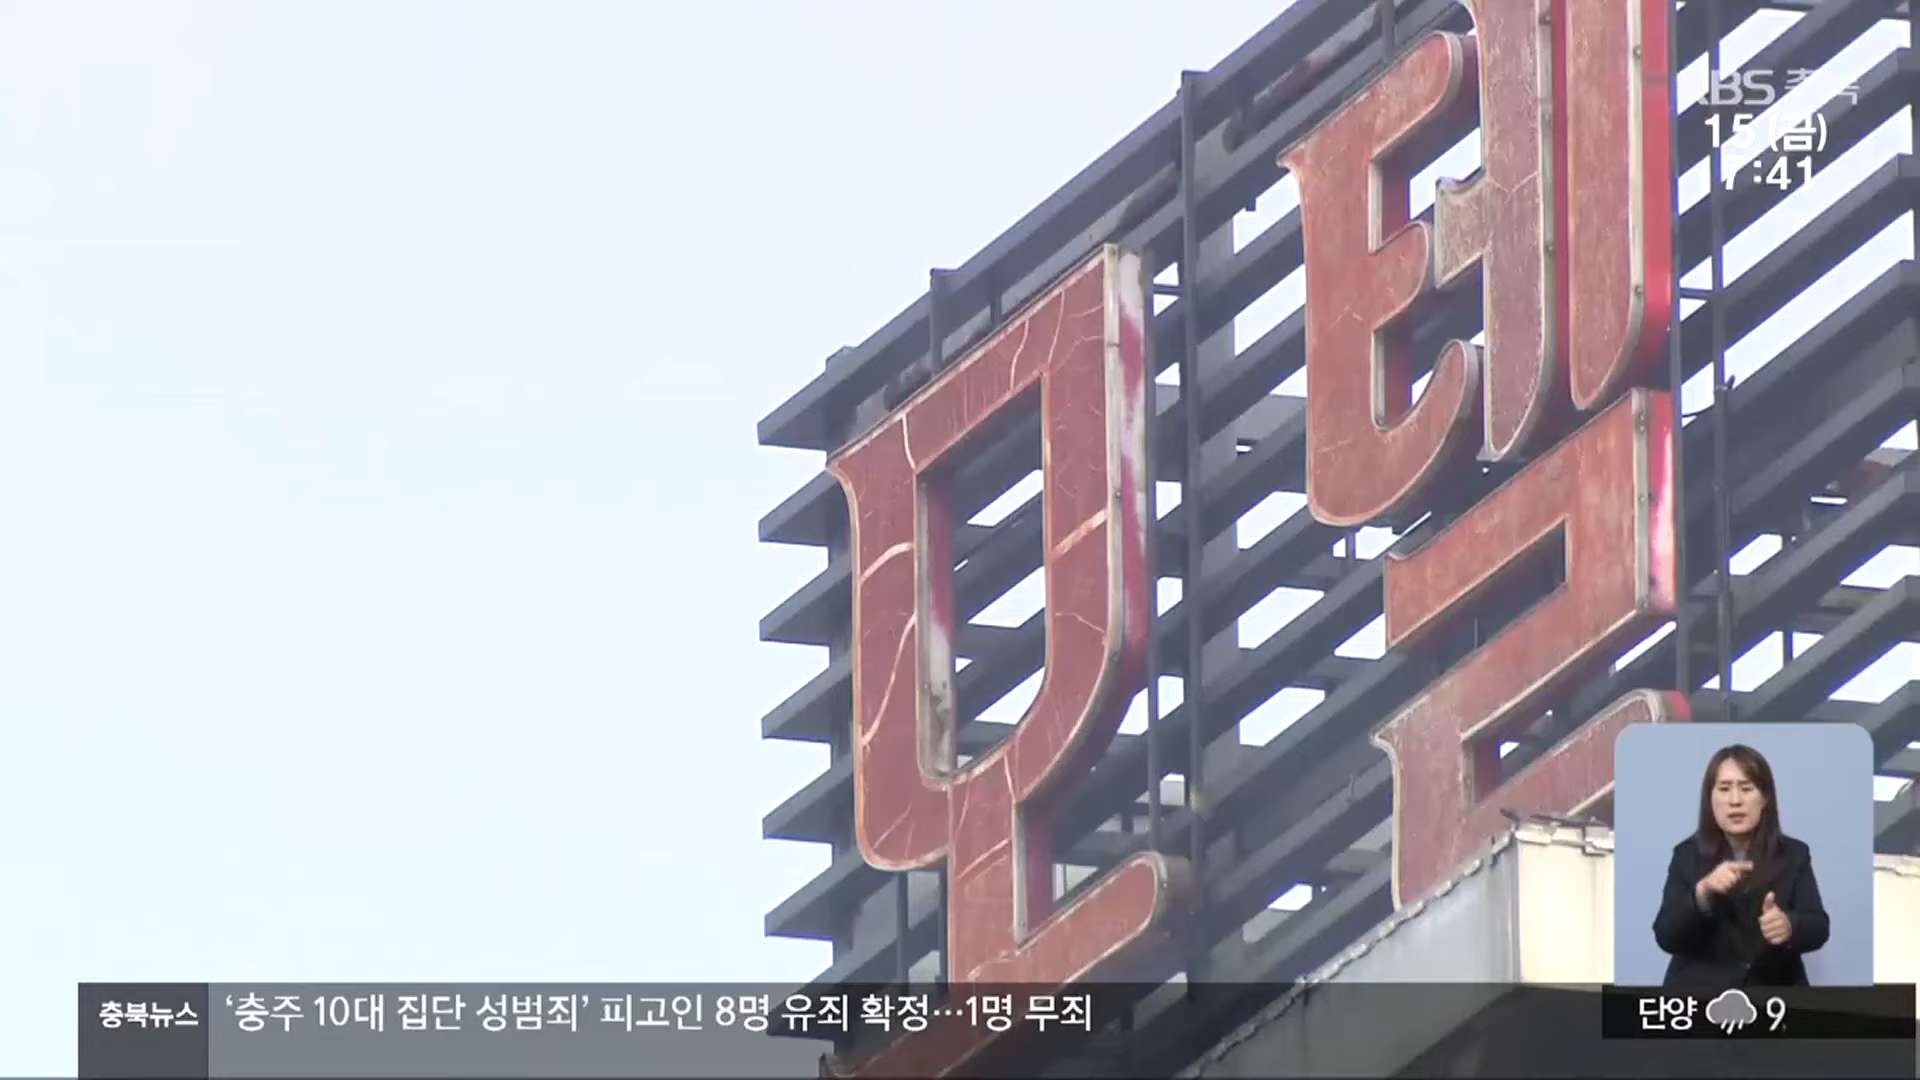 모텔
KBS 충북
15 (금)
17:41
충북뉴스
‘충주 10대 집단 성범죄’ 피고인 8명 유죄 확정…1명 무죄
단양 9